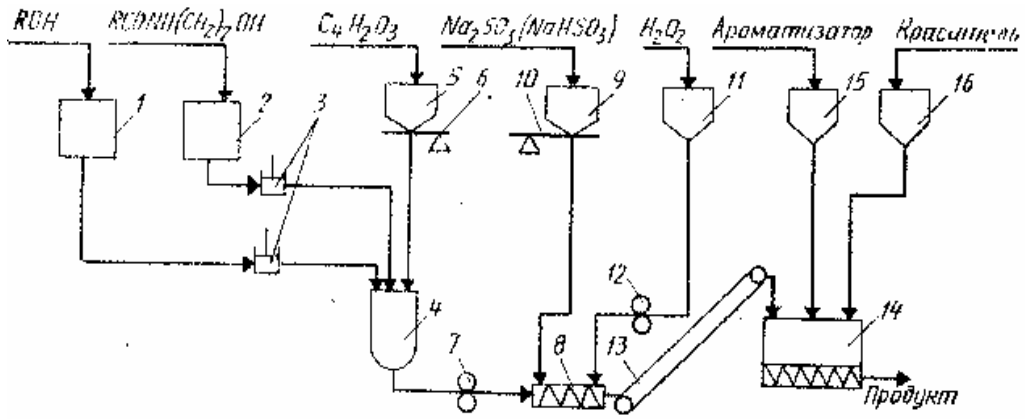 ROH
RCONH(CH₂)₂OH
C₄H₂O₃
Na₂SO₃(NaHSO₃)
H₂O₂
Ароматизатор
Краситель
1
2
3
5
6
10
9
11
15
16
4
12
7
8
13
14
Продукт